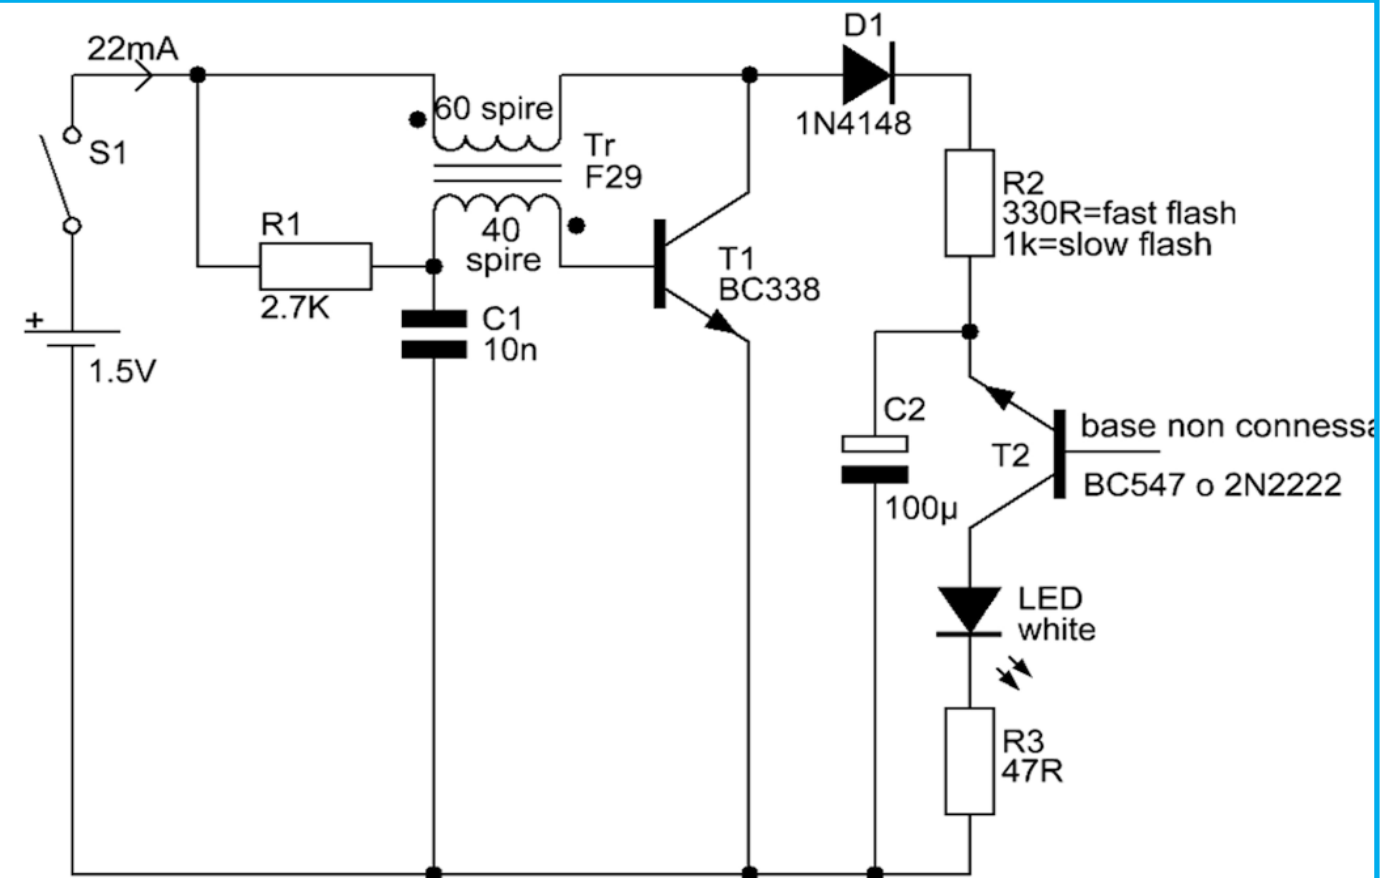 D1
22mA
60 spire
1N4148
S1
Tr
F29
R2
330R=fast flash
1k=slow flash
R1
40
spire
2.7K
T1
BC338
+
C1
10n
1.5V
C2
base non connessa
T2
BC547 o 2N2222
100µ
LED
white
R3
47R